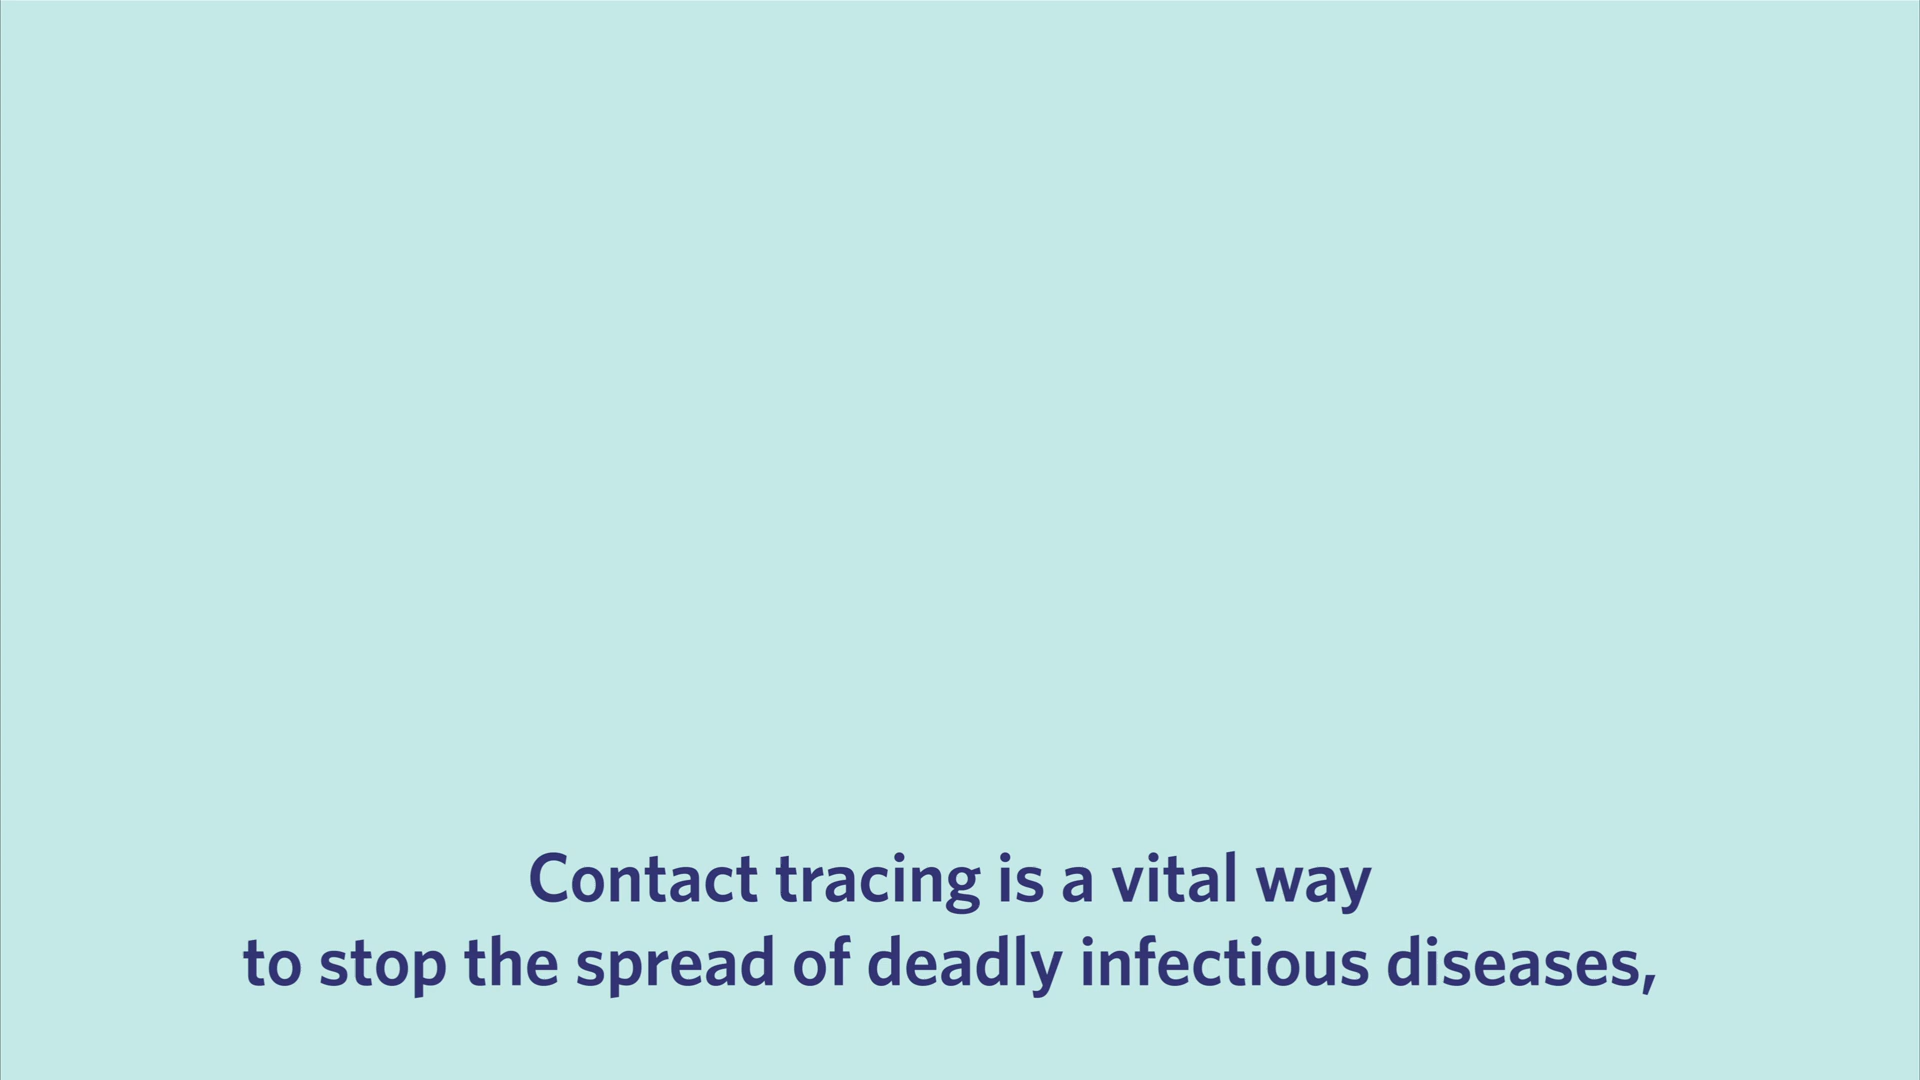 Contact tracing is a vital way
to stop the spread of deadly infectious diseases,